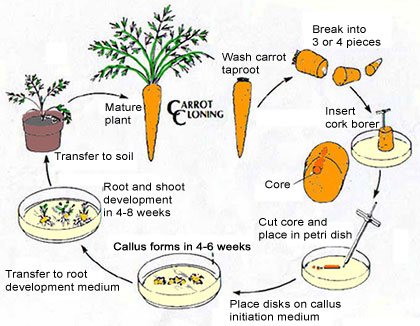 Break into
3 or 4 pieces
Wash carrot
taproot
Mature
plant
CARROT
CLONING
Insert
cork borer
Transfer to soil
Core
Root and shoot
development
in 4-8 weeks
Cut core and
place in petri dish
Callus forms in 4-6 weeks
Transfer to root
development medium
Place disks on callus
initiation medium